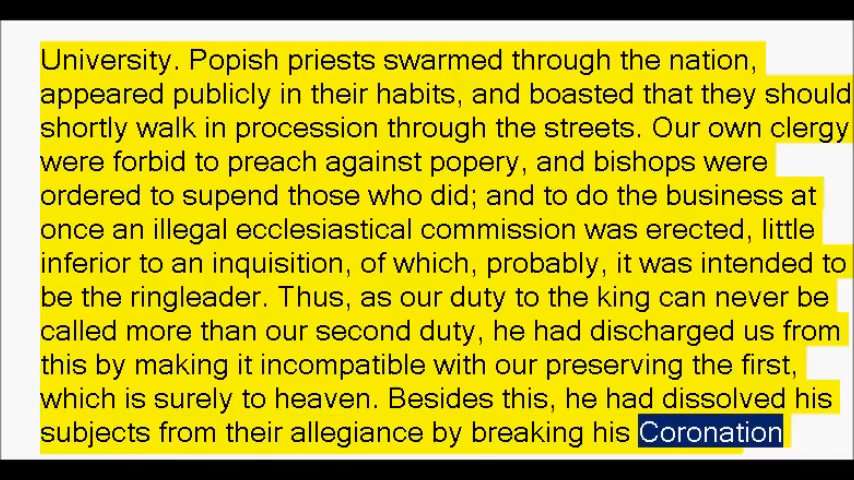 University. Popish priests swarmed through the nation,
appeared publicly in their habits, and boasted that they should
shortly walk in procession through the streets. Our own clergy
were forbid to preach against popery, and bishops were
ordered to supend those who did; and to do the business at
once an illegal ecclesiastical commission was erected, little
inferior to an inquisition, of which, probably, it was intended to
be the ringleader. Thus, as our duty to the king can never be
called more than our second duty, he had discharged us from
this by making it incompatible with our preserving the first,
which is surely to heaven. Besides this, he had dissolved his
subjects from their allegiance by breaking his Coronation